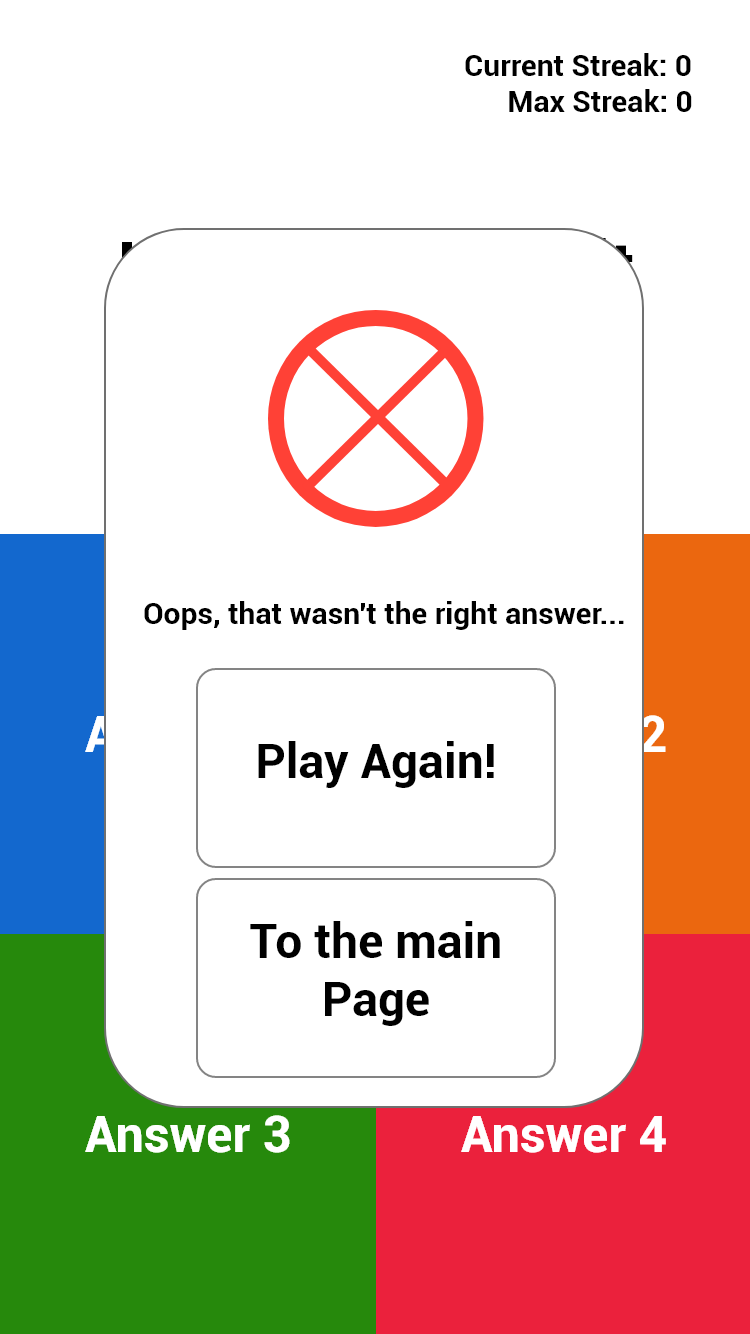 Current Streak: 0
Max Streak: 0
Oops, that wasn't the right answer...
2
Play Again!
To the main
Page
Answer 3
Answer 4